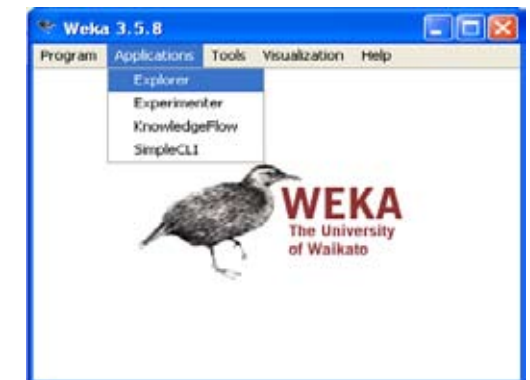 Weka 3.5.8
Program Applications Tools Visualization Help
Explorer
Experimenter
KnowledgeFlow
SimpleCLI
WEKA
The University
of Waikato